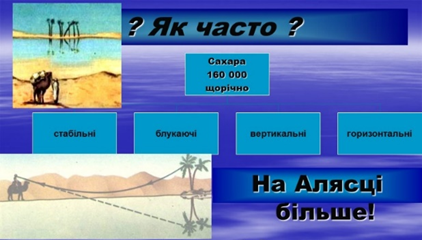 ? Як часто ?
Сахара
160 000
щорічно
стабільні
блукаючі
вертикальні
горизонтальні
На Алясці
більше!